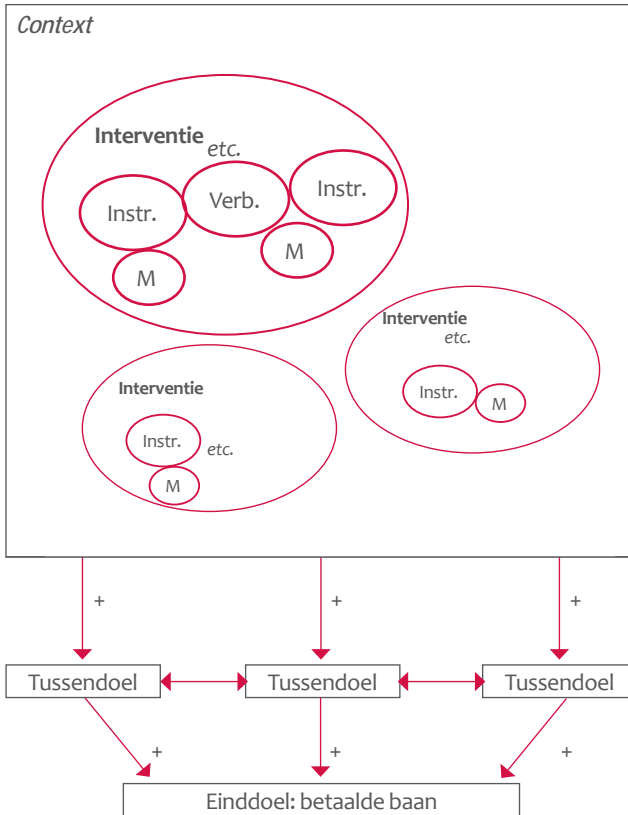 Context
Interventie
etc.
Instr.
Verb.
Instr.
M
M
Interventie
etc.
Instr.
M
Interventie
Instr.
etc.
M
+
+
+
Tussendoel
Tussendoel
Tussendoel
+
+
+
Einddoel: betaalde baan